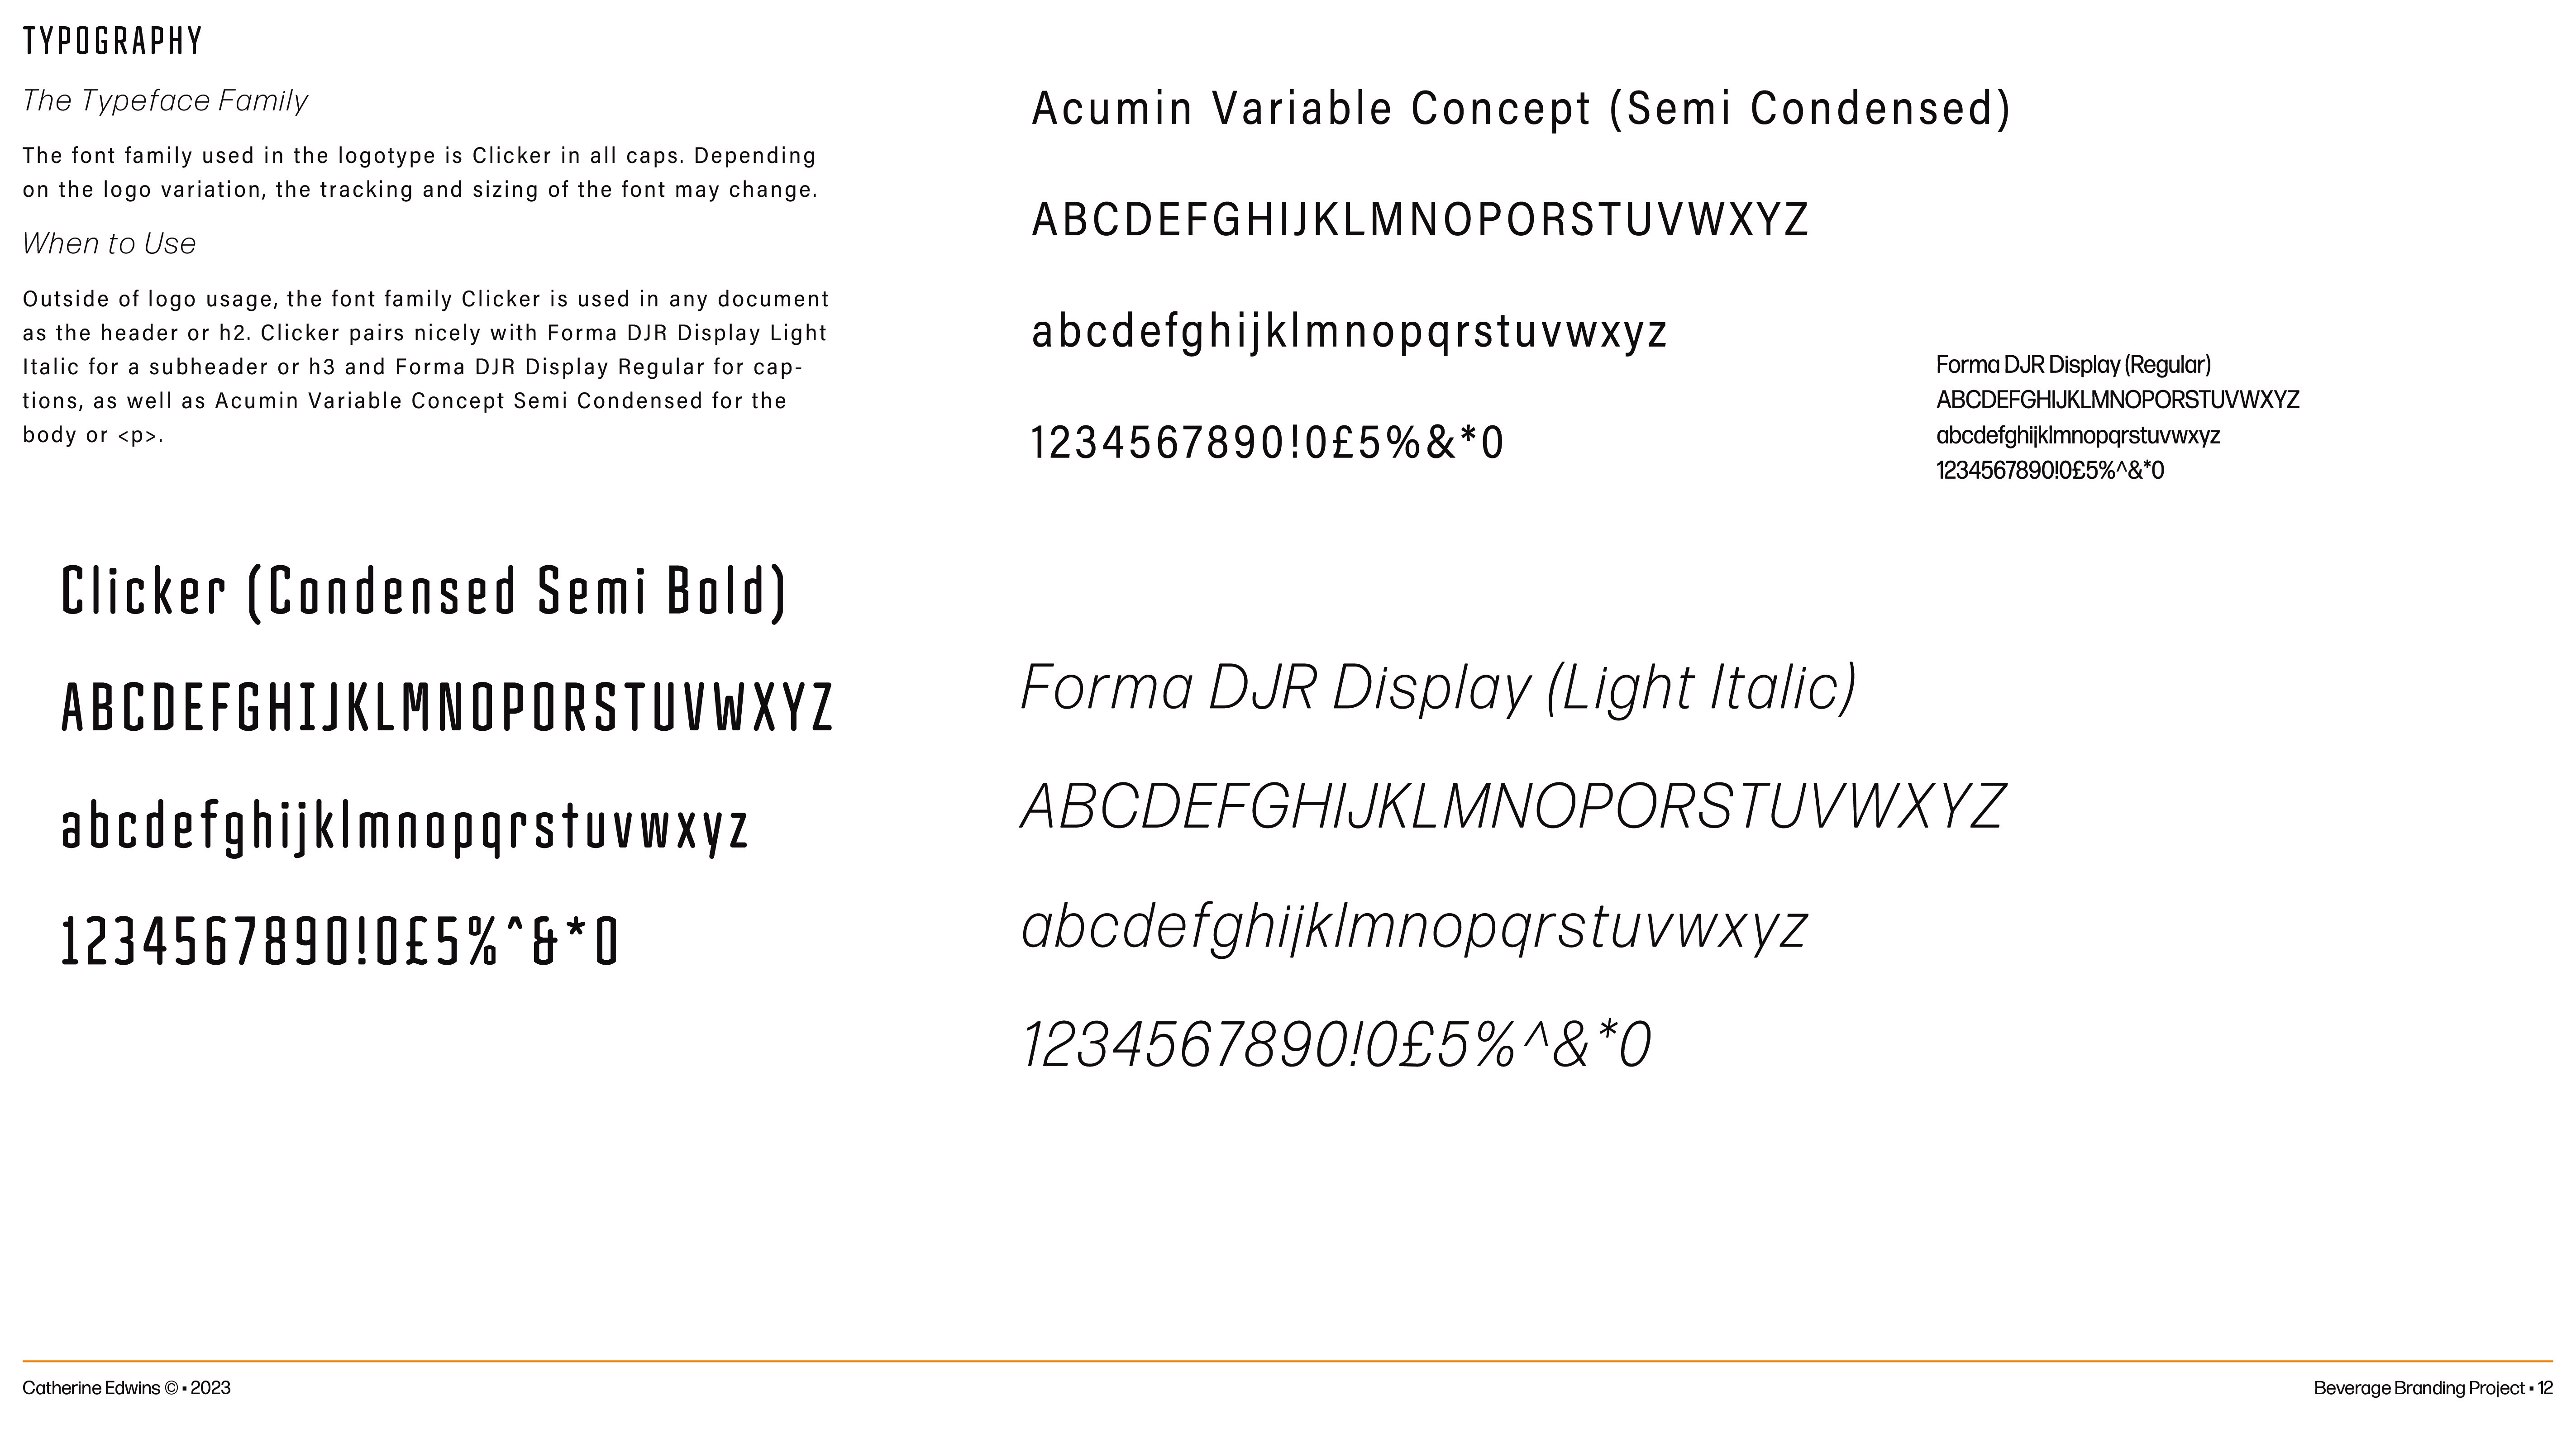 TYPOGRAPHY
The Typeface Family
The font family used in the logotype is Clicker in all caps. Depending
on the logo variation, the tracking and sizing of the font may change.
When to Use
Outside of logo usage, the font family Clicker is used in any document
as the header or h2. Clicker pairs nicely with Forma DJR Display Light
Italic for a subheader or h3 and Forma DJR Display Regular for cap-
tions, as well as Acumin Variable Concept Semi Condensed for the
body or <p>.
Clicker (Condensed Semi Bold)
ABCDEFGHIJKLMNOPORSTUVWXYZ
abcdefghijklmnopqrstuvwxyz
1234567890!0£5%^&*0
Acumin Variable Concept (Semi Condensed)
ABCDEFGHIJKLMNOPORSTUVWXYZ
abcdefghijklmnopqrstuvwxyz
1234567890!0£5%&*0
Forma DJR Display (Regular)
ABCDEFGHIJKLMNOPORSTUVWXYZ
abcdefghijklmnopqrstuvwxyz
1234567890!0£5%^&*0
Forma DJR Display (Light Italic)
ABCDEFGHIJKLMNOPORSTUVWXYZ
abcdefghijklmnopqrstuvwxyz
1234567890!0£5%^&*0
Catherine Edwins © ▪ 2023
Beverage Branding Project ▪ 12